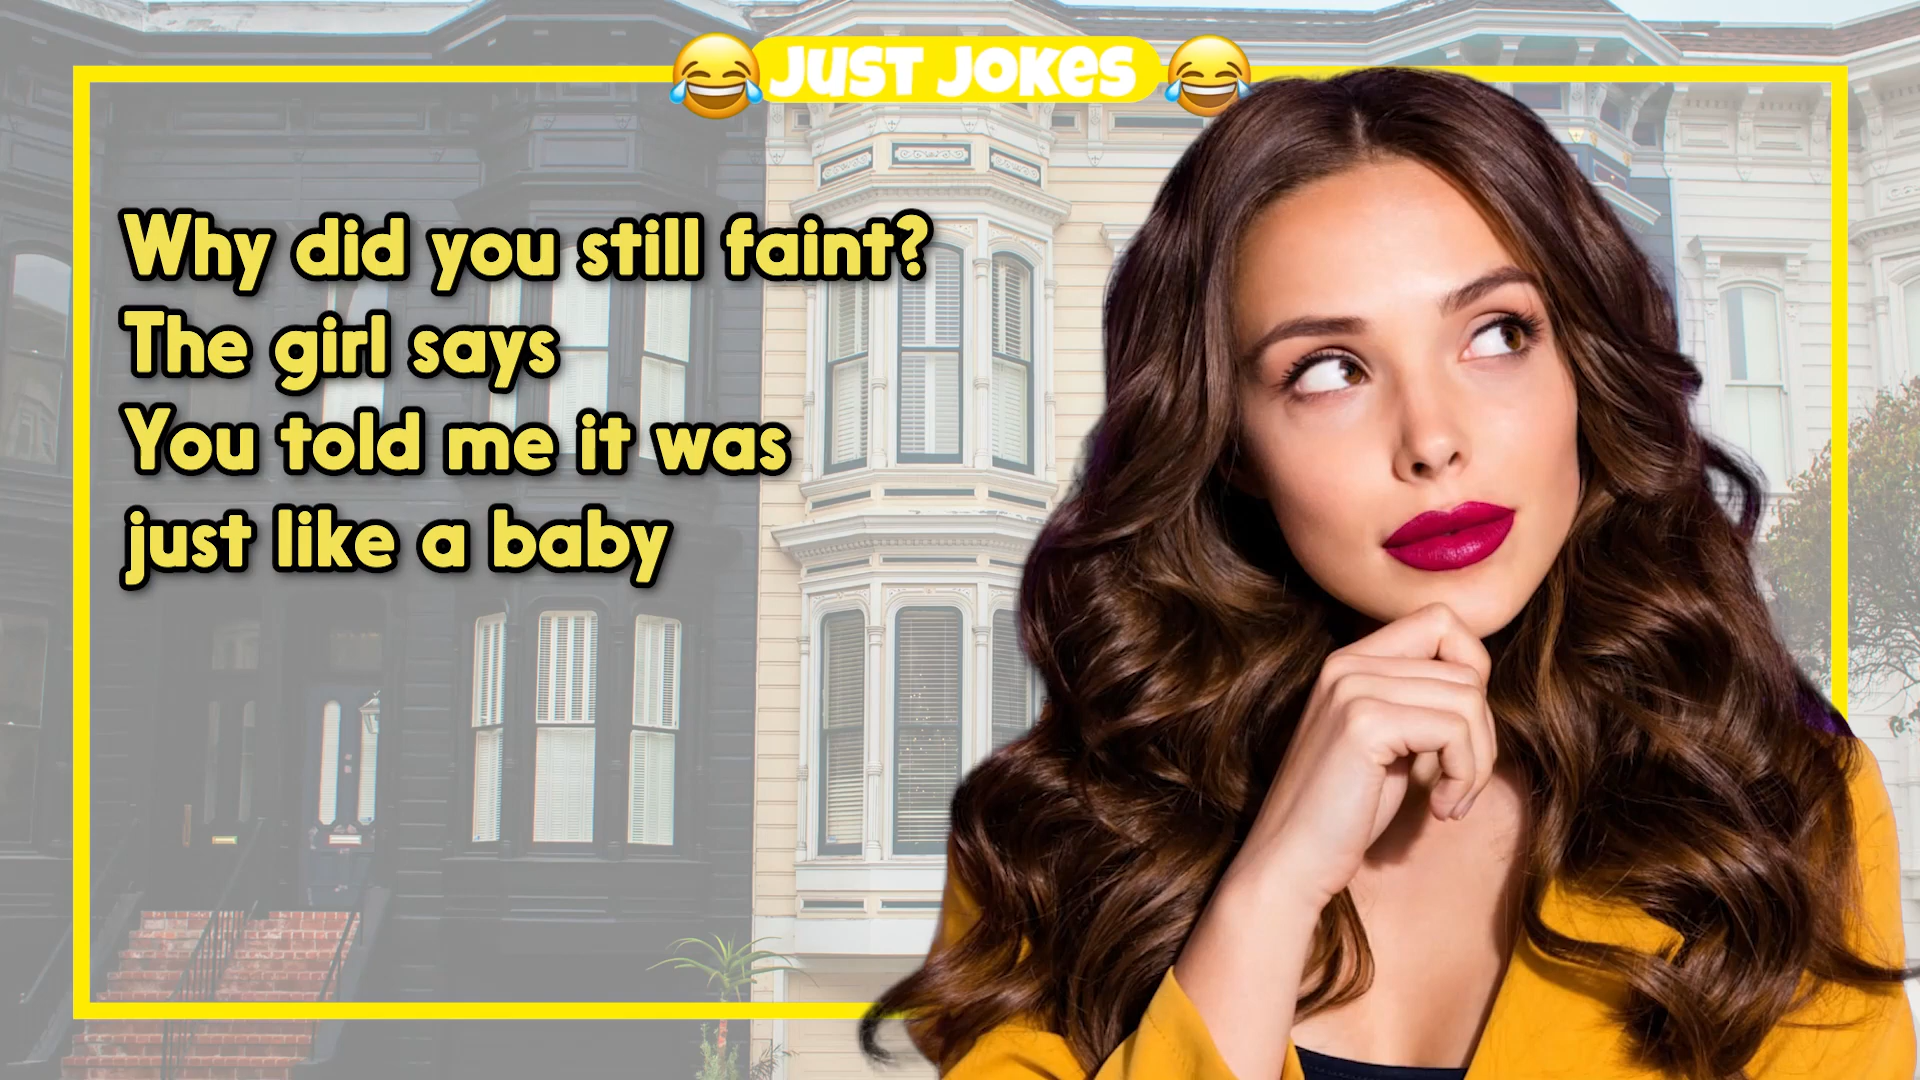 JUST JOKES
Why did you still faint?
The girl says
You told me it was
just like a baby